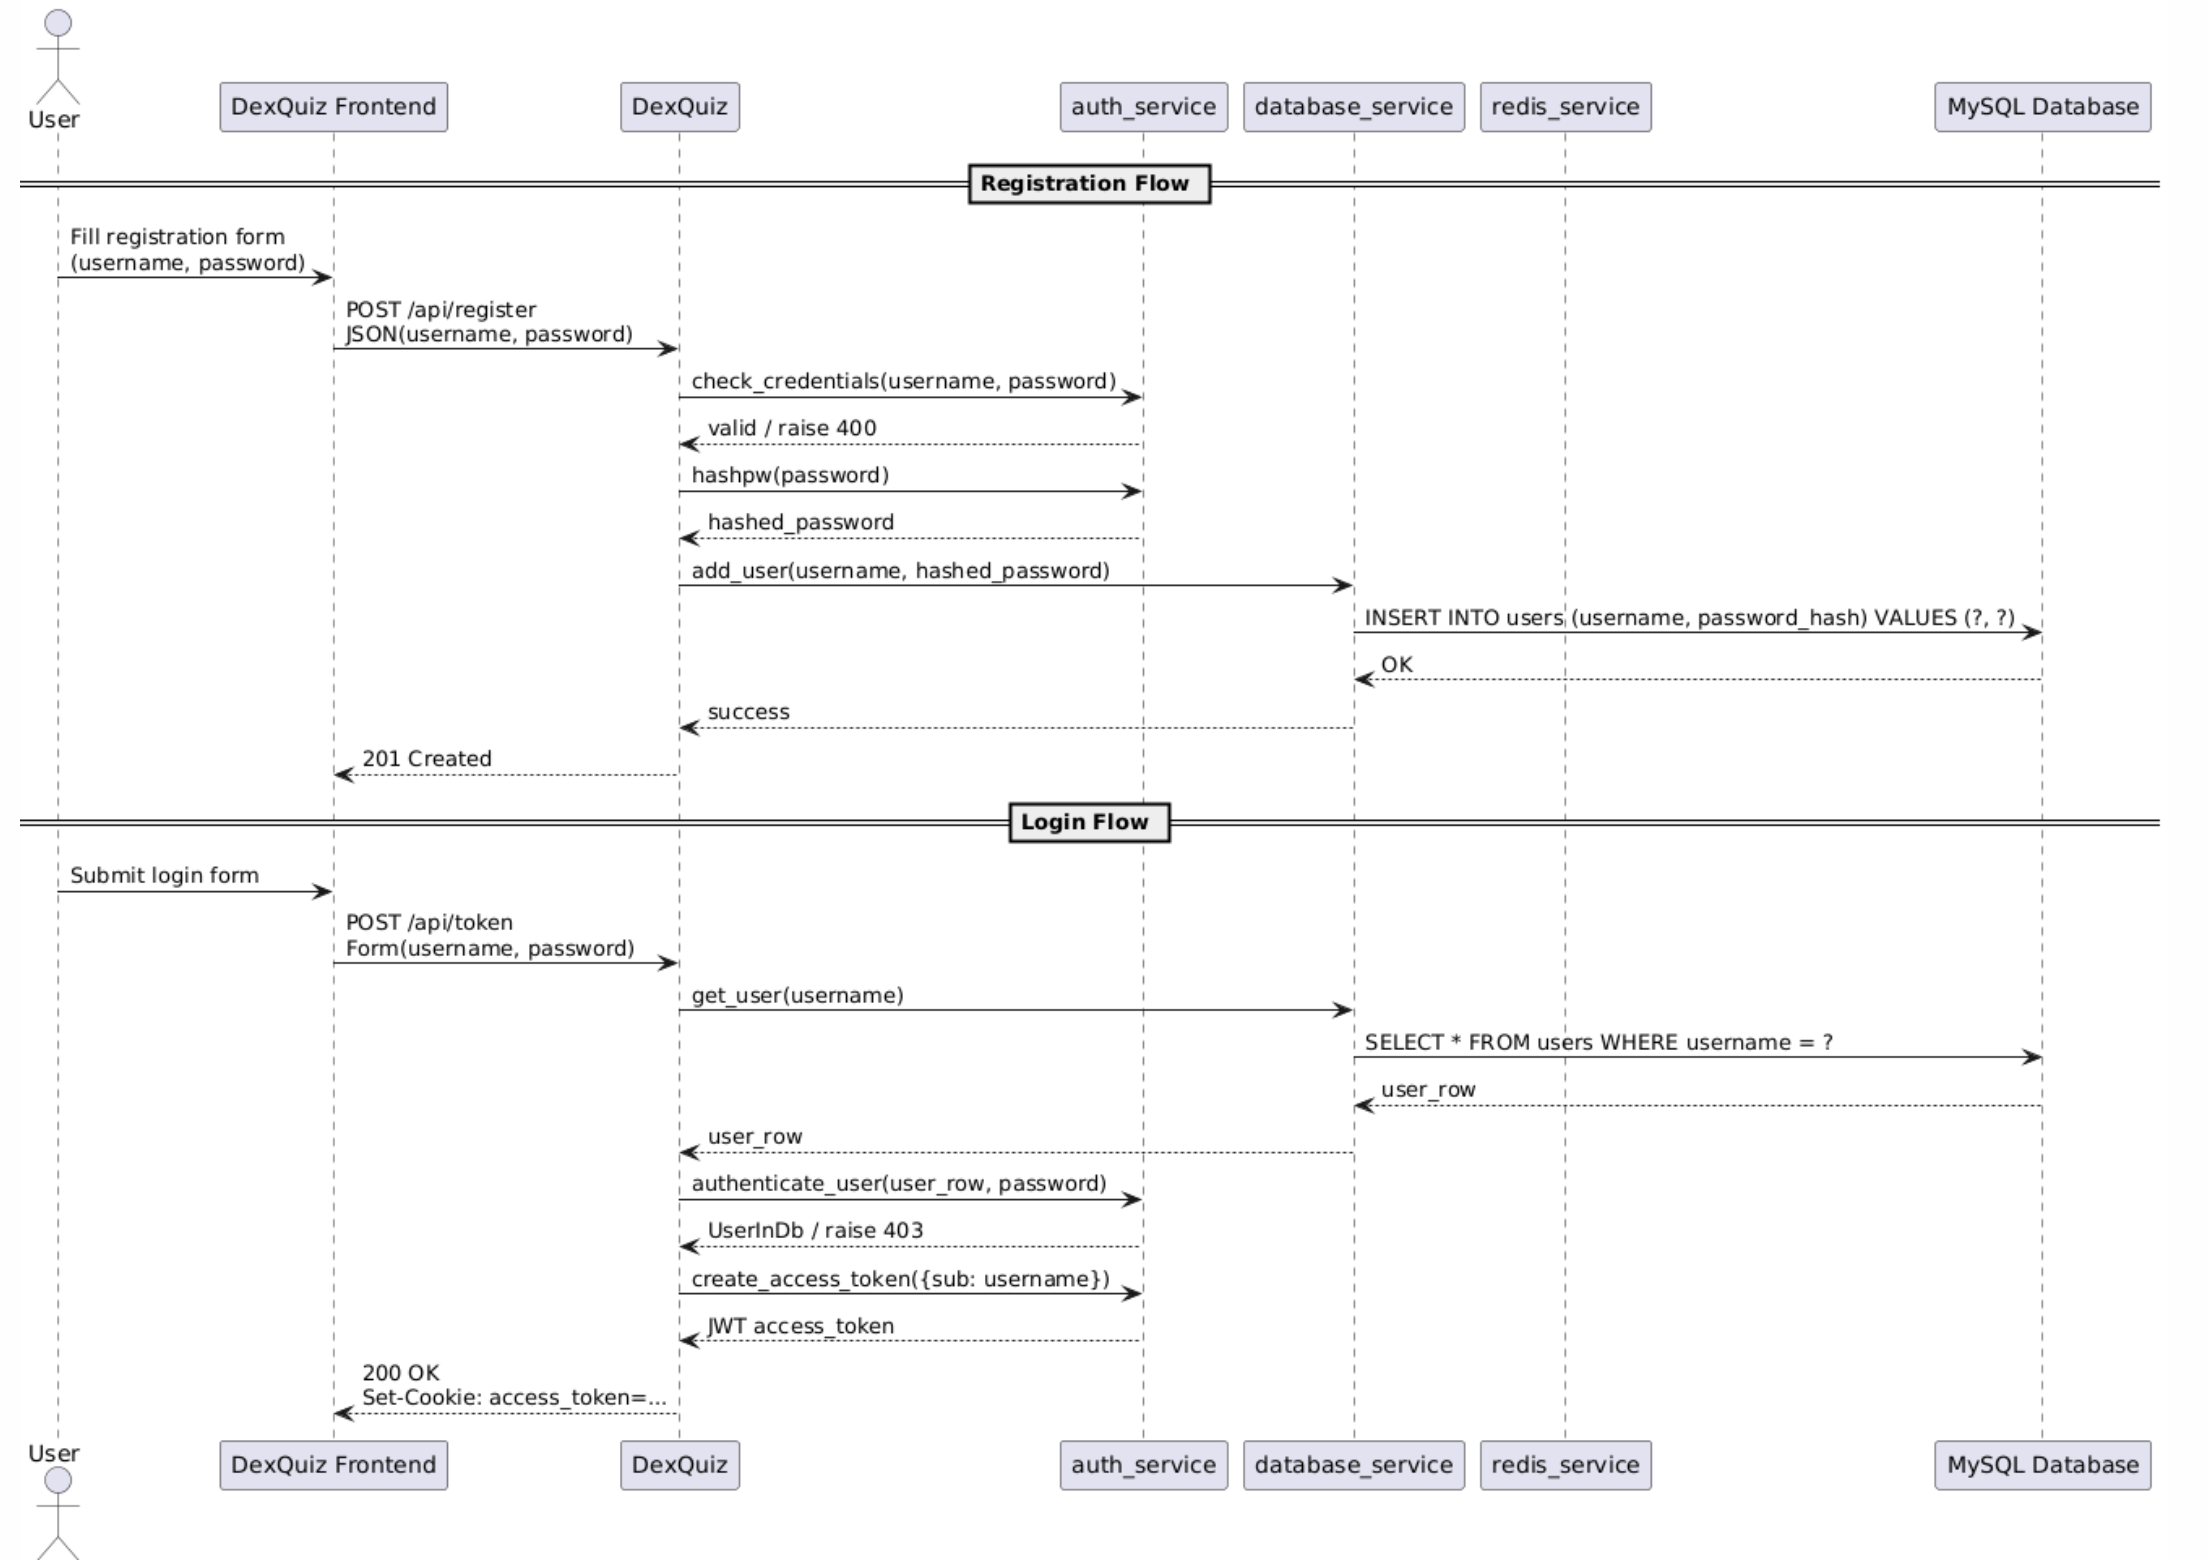 User
DexQuiz Frontend
DexQuiz
auth_service
database_service
redis_service
MySQL Database
Registration Flow
Fill registration form
(username, password)
POST /api/register
JSON(username, password)
check_credentials(username, password)
valid / raise 400
hashpw(password)
hashed_password
add_user(username, hashed_password)
INSERT INTO users (username, password_hash) VALUES (?, ?)
OK
success
201 Created
Login Flow
Submit login form
POST /api/token
Form(username, password)
get_user(username)
SELECT * FROM users WHERE username = ?
user_row
user_row
authenticate_user(user_row, password)
UserInDb / raise 403
create_access_token({sub: username})
JWT access_token
200 OK
Set-Cookie: access_token=...
User
DexQuiz Frontend
DexQuiz
auth_service
database_service
redis_service
MySQL Database